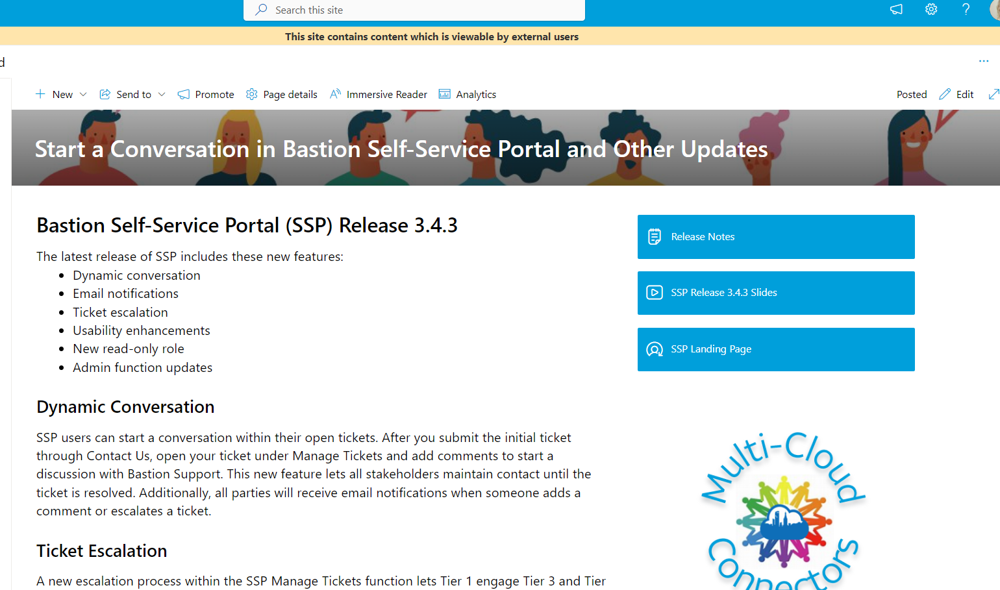 Search this site
This site contains content which is viewable by external users
d
New Send to Promote Page details Immersive Reader Analytics Posted Edit
Start a Conversation in Bastion Self-Service Portal and Other Updates
Bastion Self-Service Portal (SSP) Release 3.4.3
The latest release of SSP includes these new features:
Dynamic conversation
Email notifications
Ticket escalation
Usability enhancements
New read-only role
Admin function updates
Dynamic Conversation
SSP users can start a conversation within their open tickets. After you submit the initial ticket
through Contact Us, open your ticket under Manage Tickets and add comments to start a
discussion with Bastion Support. This new feature lets all stakeholders maintain contact until the
ticket is resolved. Additionally, all parties will receive email notifications when someone adds a
comment or escalates a ticket.
Ticket Escalation
A new escalation process within the SSP Manage Tickets function lets Tier 1 engage Tier 3 and Tier
Release Notes
SSP Release 3.4.3 Slides
SSP Landing Page
Multi-Cloud
Connectors